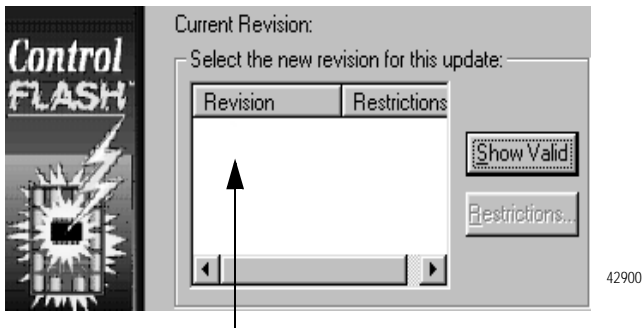 Control
FLASH
Current Revision:
Select the new revision for this update:
Revision
Restrictions
Show Valid
Restrictions...
42900